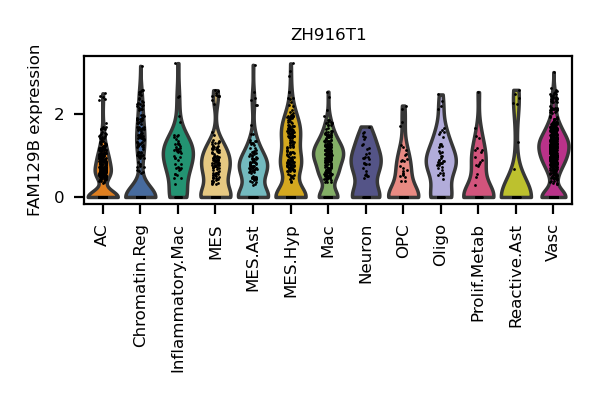 ZH916T1
FAM129B expression
2
0
AC
Chromatin.Reg
Inflammatory.Mac
MES
MES.Ast
MES.Hyp
Mac
Neuron
OPC
Oligo
Prolif.Metab
Reactive.Ast
Vasc